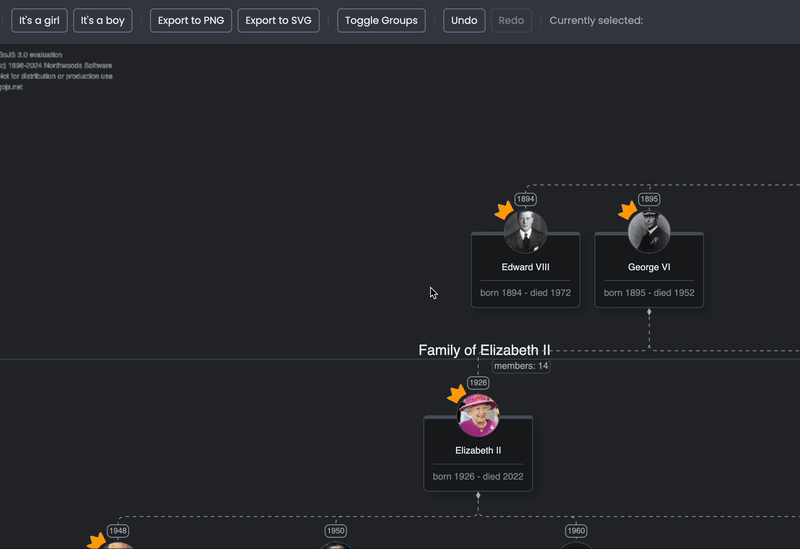 It's a girl
It's a boy
Export to PNG
Export to SVG
Toggle Groups
Undo
Redo
Currently selected:
GoJS 3.0 evaluation
(c) 1998-2024 Northwoods Software
Not for distribution or production use
gojs.net
1894
1895
Edward VIII
George VI
born 1894 - died 1972
born 1895 - died 1952
Family of Elizabeth II
members: 14
1926
Elizabeth II
born 1926 - died 2022
1948
1950
1960